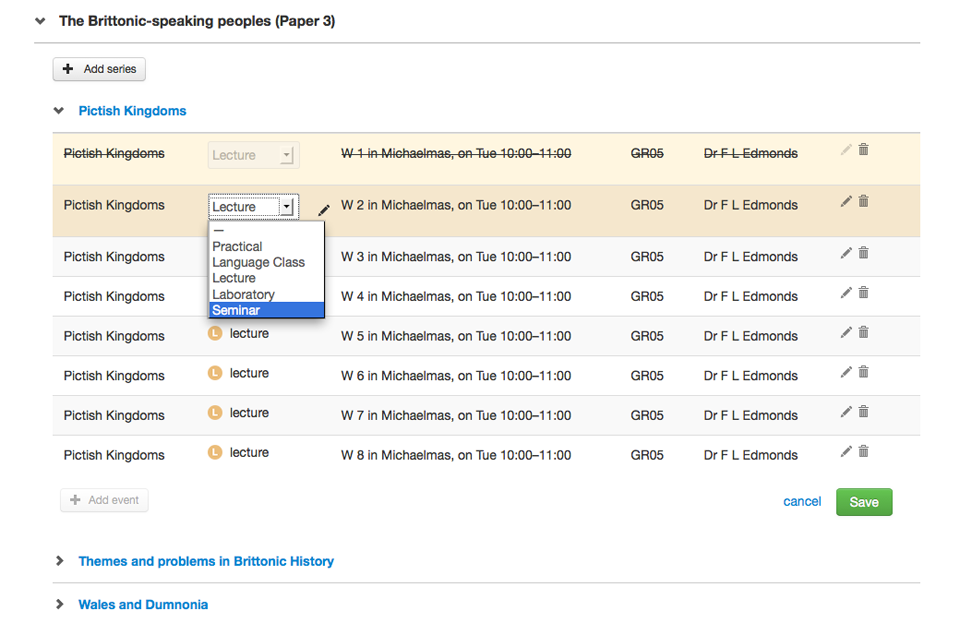 The Brittonic-speaking peoples (Paper 3)
Add series
Pictish Kingdoms
Pictish Kingdoms Lecture W 1 in Michaelmas, on Tue 10:00–11:00 GR05 Dr F L Edmonds
Pictish Kingdoms Lecture W 2 in Michaelmas, on Tue 10:00–11:00 GR05 Dr F L Edmonds
—
Practical
Language Class
Lecture
Laboratory
Seminar
Pictish Kingdoms W 3 in Michaelmas, on Tue 10:00–11:00 GR05 Dr F L Edmonds
Pictish Kingdoms W 4 in Michaelmas, on Tue 10:00–11:00 GR05 Dr F L Edmonds
Pictish Kingdoms L lecture W 5 in Michaelmas, on Tue 10:00–11:00 GR05 Dr F L Edmonds
Pictish Kingdoms L lecture W 6 in Michaelmas, on Tue 10:00–11:00 GR05 Dr F L Edmonds
Pictish Kingdoms L lecture W 7 in Michaelmas, on Tue 10:00–11:00 GR05 Dr F L Edmonds
Pictish Kingdoms L lecture W 8 in Michaelmas, on Tue 10:00–11:00 GR05 Dr F L Edmonds
Add event cancel Save
Themes and problems in Brittonic History
Wales and Dumnonia